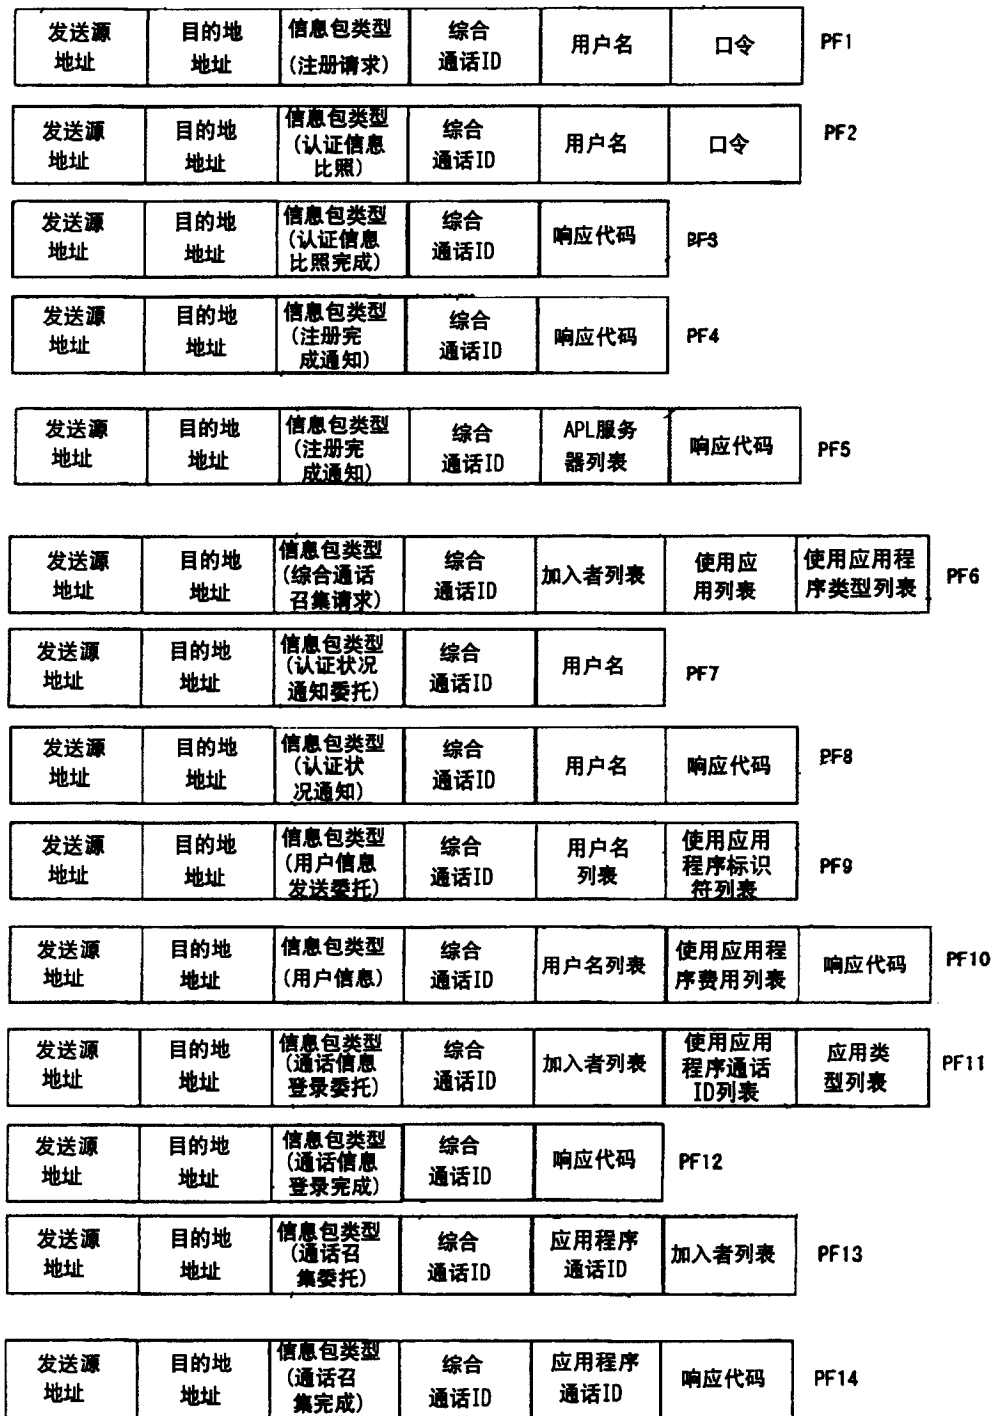 发送源
地址
目的地
地址
信息包类型
(注册请求)
综合
通话ID
用户名
口令
PF1
发送源
地址
目的地
地址
信息包类型
(认证信息
比照)
综合
通话ID
用户名
口令
PF2
发送源
地址
目的地
地址
信息包类型
(认证信息
比照完成)
综合
通话ID
响应代码
PF3
发送源
地址
目的地
地址
信息包类型
(注册完
成通知)
综合
通话ID
响应代码
PF4
发送源
地址
目的地
地址
信息包类型
(注册完
成通知)
综合
通话ID
APL服务
器列表
响应代码
PF5
发送源
地址
目的地
地址
信息包类型
(综合通话
召集请求)
综合
通话ID
加入者列表
使用应
用列表
使用应用程
序类型列表
PF6
发送源
地址
目的地
地址
信息包类型
(认证状况
通知委托)
综合
通话ID
用户名
PF7
发送源
地址
目的地
地址
信息包类型
(认证状
况通知)
综合
通话ID
用户名
响应代码
PF8
发送源
地址
目的地
地址
信息包类型
(用户信息
发送委托)
综合
通话ID
用户名
列表
使用应用
程序标识
符列表
PF9
发送源
地址
目的地
地址
信息包类型
(用户信息)
综合
通话ID
用户名列表
使用应用程
序费用列表
响应代码
PF10
发送源
地址
目的地
地址
信息包类型
(通话信息
登录委托)
综合
通话ID
加入者列表
使用应用
程序通话
ID列表
应用类
型列表
PF11
发送源
地址
目的地
地址
信息包类型
(通话信息
登录完成)
综合
通话ID
响应代码
PF12
发送源
地址
目的地
地址
信息包类型
(通话召
集委托)
综合
通话ID
应用程序
通话ID
加入者列表
PF13
发送源
地址
目的地
地址
信息包类型
(通话召
集完成)
综合
通话ID
应用程序
通话ID
响应代码
PF14